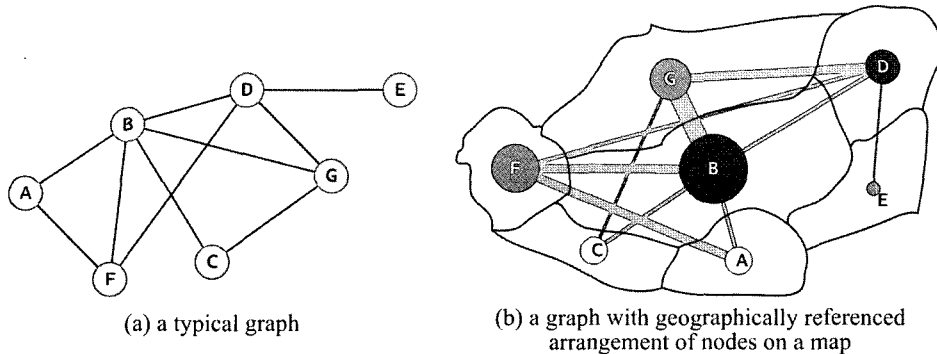 D
E
B
A
G
C
F
(a) a typical graph
D
G
F
B
E
C
A
(b) a graph with geographically referenced
arrangement of nodes on a map